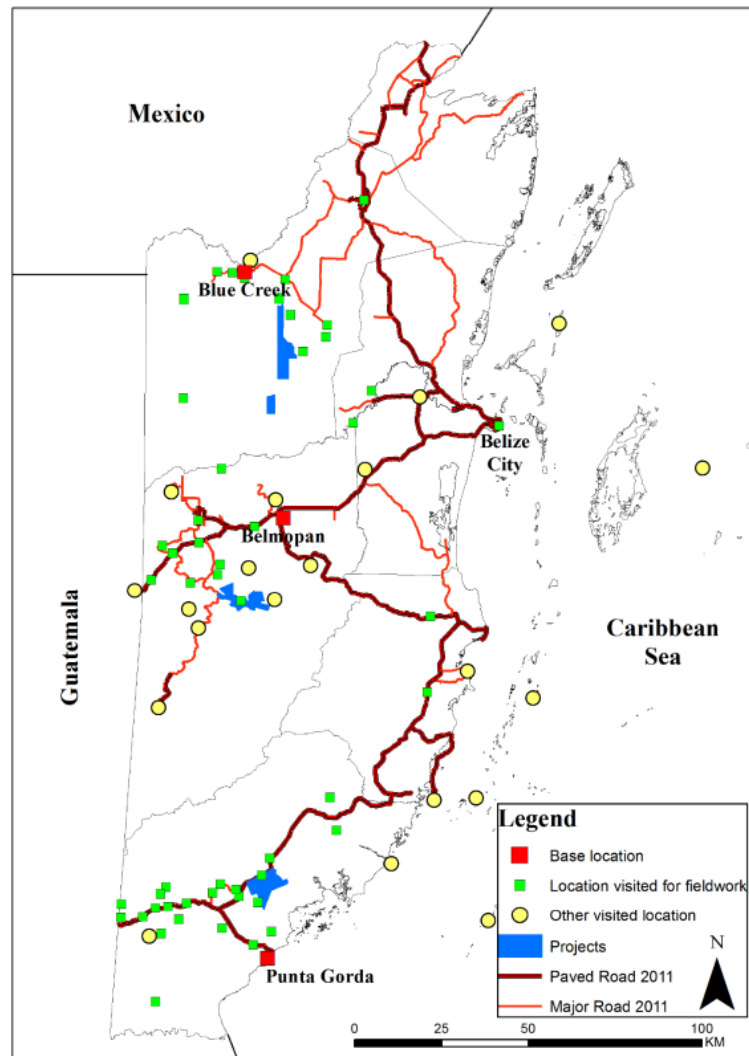 Mexico
Blue Creek
Belize
City
Belmopan
Guatemala
Caribbean
Sea
Punta Gorda
Legend
Base location
Location visited for fieldwork
Other visited location
Projects
Paved Road 2011
Major Road 2011
N
0 25 50 100
KM